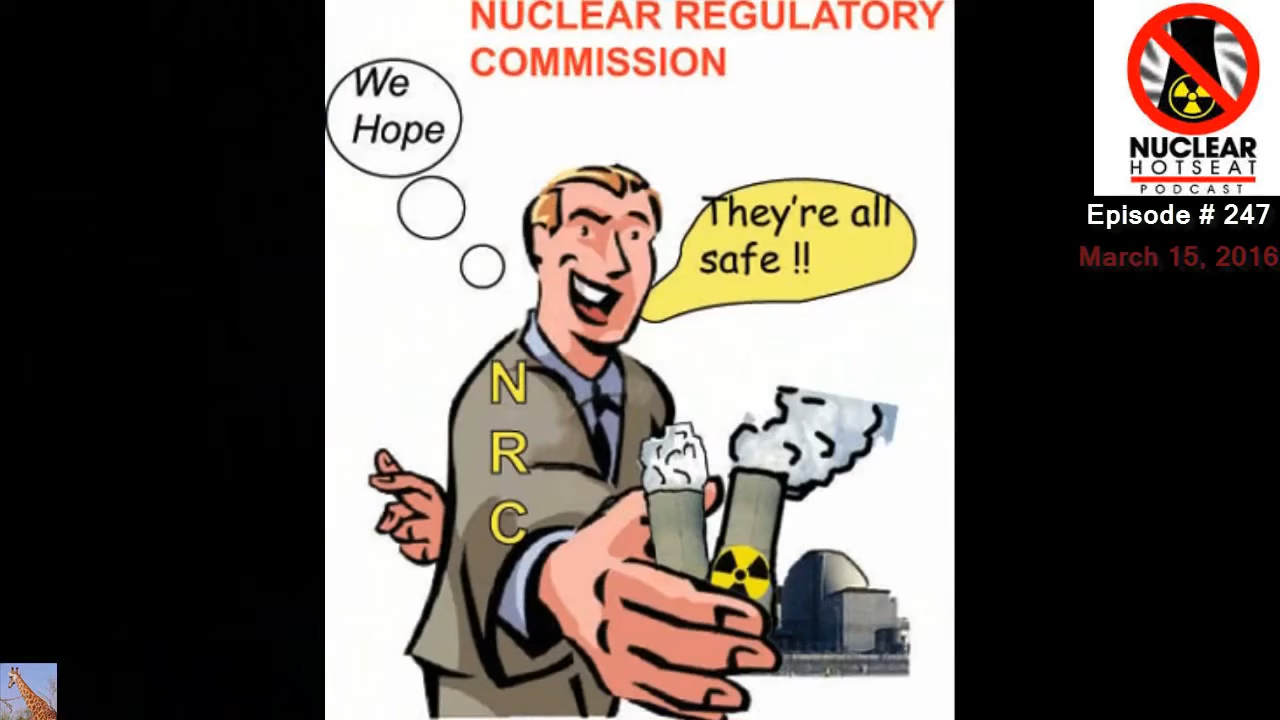 NUCLEAR REGULATORY
COMMISSION
We
Hope
They're all
safe !!
N
R
C
NUCLEAR
HOTSEAT
PODCAST
Episode # 247
March 15, 2016